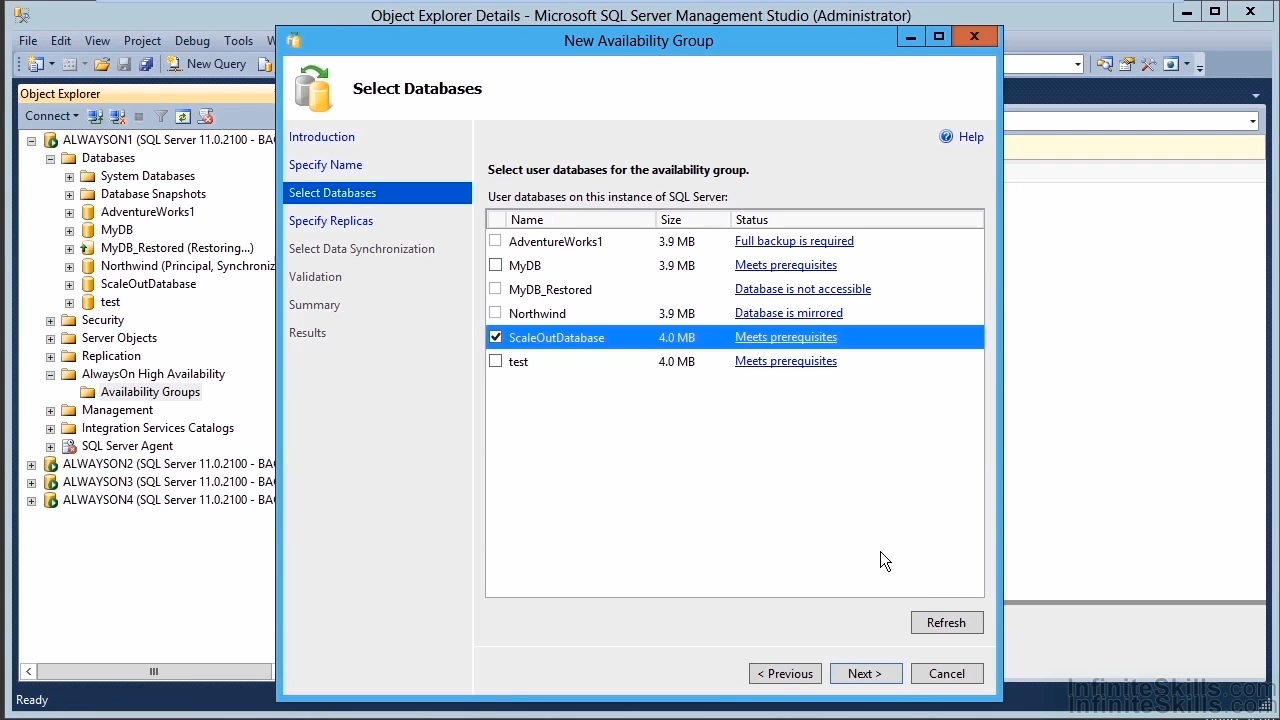 Object Explorer Details - Microsoft SQL Server Management Studio (Administrator)
File Edit View Project Debug Tools W
New Query
Object Explorer
Connect
ALWAYSON1 (SQL Server 11.0.2100 - BAC
Databases
System Databases
Database Snapshots
AdventureWorks1
MyDB
MyDB_Restored (Restoring...)
Northwind (Principal, Synchroniz
ScaleOutDatabase
test
Security
Server Objects
Replication
AlwaysOn High Availability
Availability Groups
Management
Integration Services Catalogs
SQL Server Agent
ALWAYSON2 (SQL Server 11.0.2100 - BAC
ALWAYSON3 (SQL Server 11.0.2100 - BAC
ALWAYSON4 (SQL Server 11.0.2100 - BAC
Ready
New Availability Group
Select Databases
Introduction
Specify Name
Select Databases
Specify Replicas
Select Data Synchronization
Validation
Summary
Results
Help
Select user databases for the availability group.
User databases on this instance of SQL Server:
Name Size Status
AdventureWorks1 3.9 MB Full backup is required
MyDB 3.9 MB Meets prerequisites
MyDB_Restored Database is not accessible
Northwind 3.9 MB Database is mirrored
ScaleOutDatabase 4.0 MB Meets prerequisites
test 4.0 MB Meets prerequisites
Refresh
< Previous Next > Cancel
InfiniteSkills.com
InfiniteSkills.com